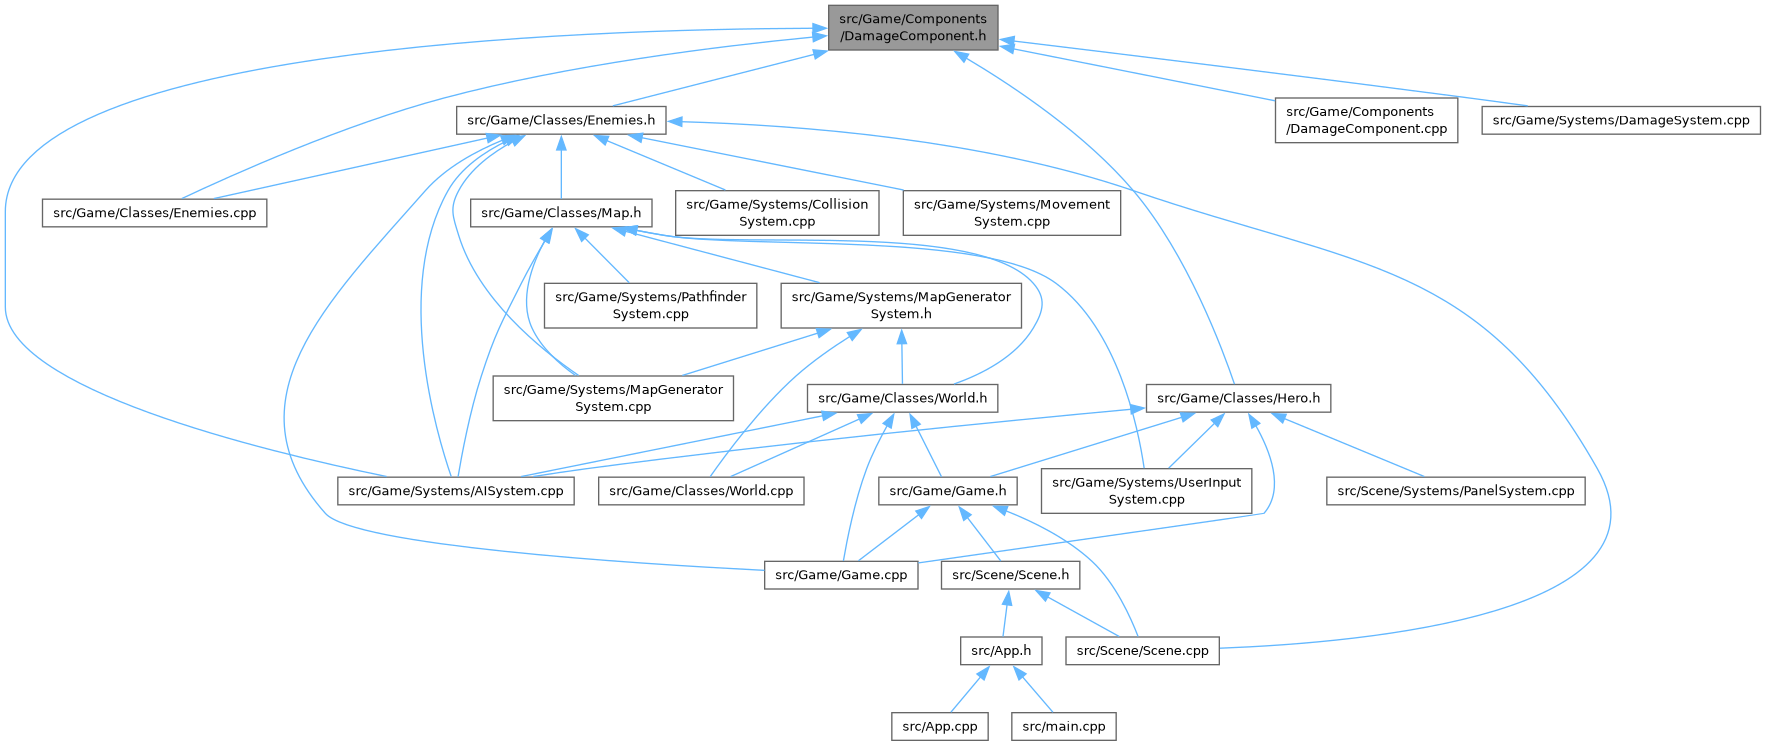 src/Game/Components
/DamageComponent.h
src/Game/Classes/Enemies.h
src/Game/Components
/DamageComponent.cpp
src/Game/Systems/DamageSystem.cpp
src/Game/Classes/Enemies.cpp
src/Game/Classes/Map.h
src/Game/Systems/Collision
System.cpp
src/Game/Systems/Movement
System.cpp
src/Game/Systems/Pathfinder
System.cpp
src/Game/Systems/MapGenerator
System.h
src/Game/Systems/MapGenerator
System.cpp
src/Game/Classes/World.h
src/Game/Classes/Hero.h
src/Game/Systems/AISystem.cpp
src/Game/Classes/World.cpp
src/Game/Game.h
src/Game/Systems/UserInput
System.cpp
src/Scene/Systems/PanelSystem.cpp
src/Game/Game.cpp
src/Scene/Scene.h
src/App.h
src/Scene/Scene.cpp
src/App.cpp
src/main.cpp